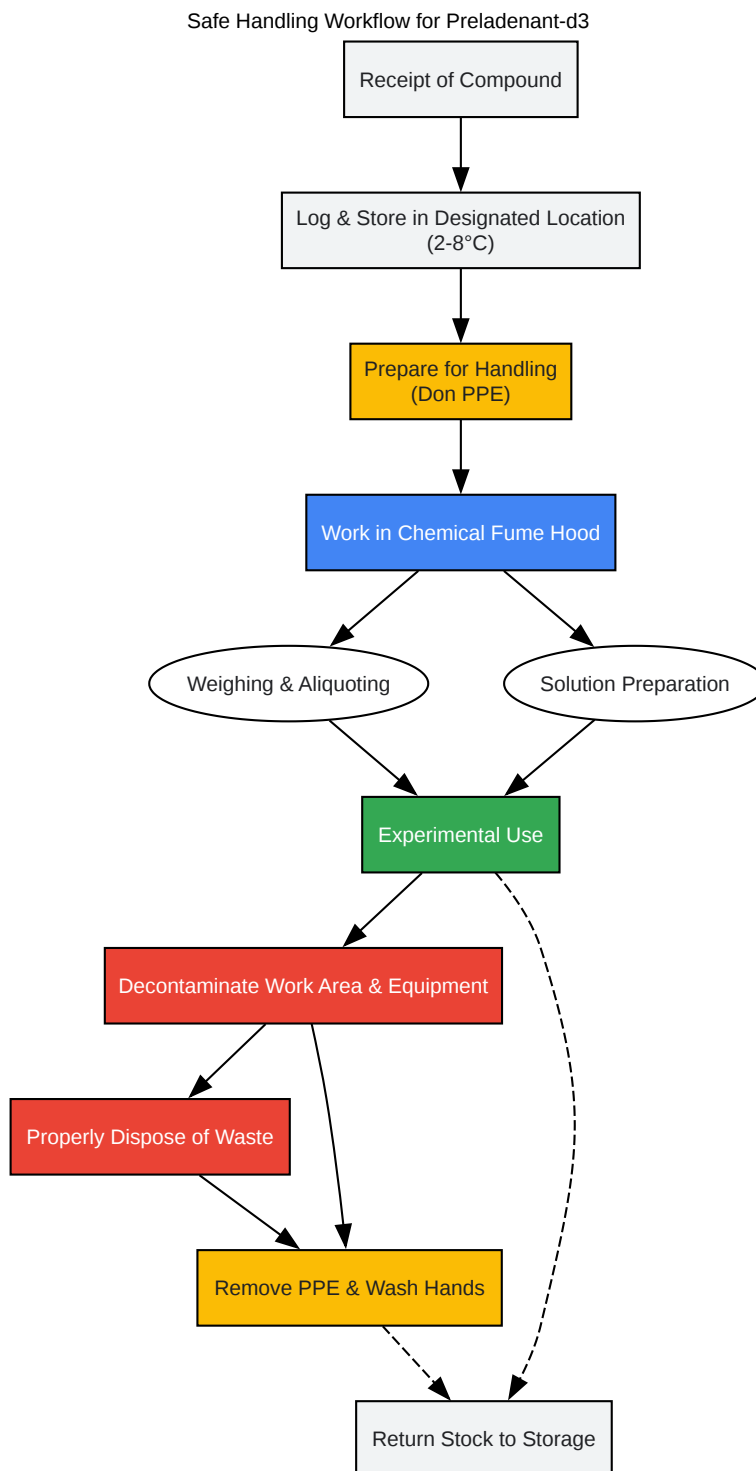 Safe Handling Workflow for Preladenant-d3
Receipt of Compound
Log & Store in Designated Location
(2-8°C)
Prepare for Handling
(Don PPE)
Work in Chemical Fume Hood
Weighing & Aliquoting
Solution Preparation
Experimental Use
Decontaminate Work Area & Equipment
Properly Dispose of Waste
Remove PPE & Wash Hands
Return Stock to Storage